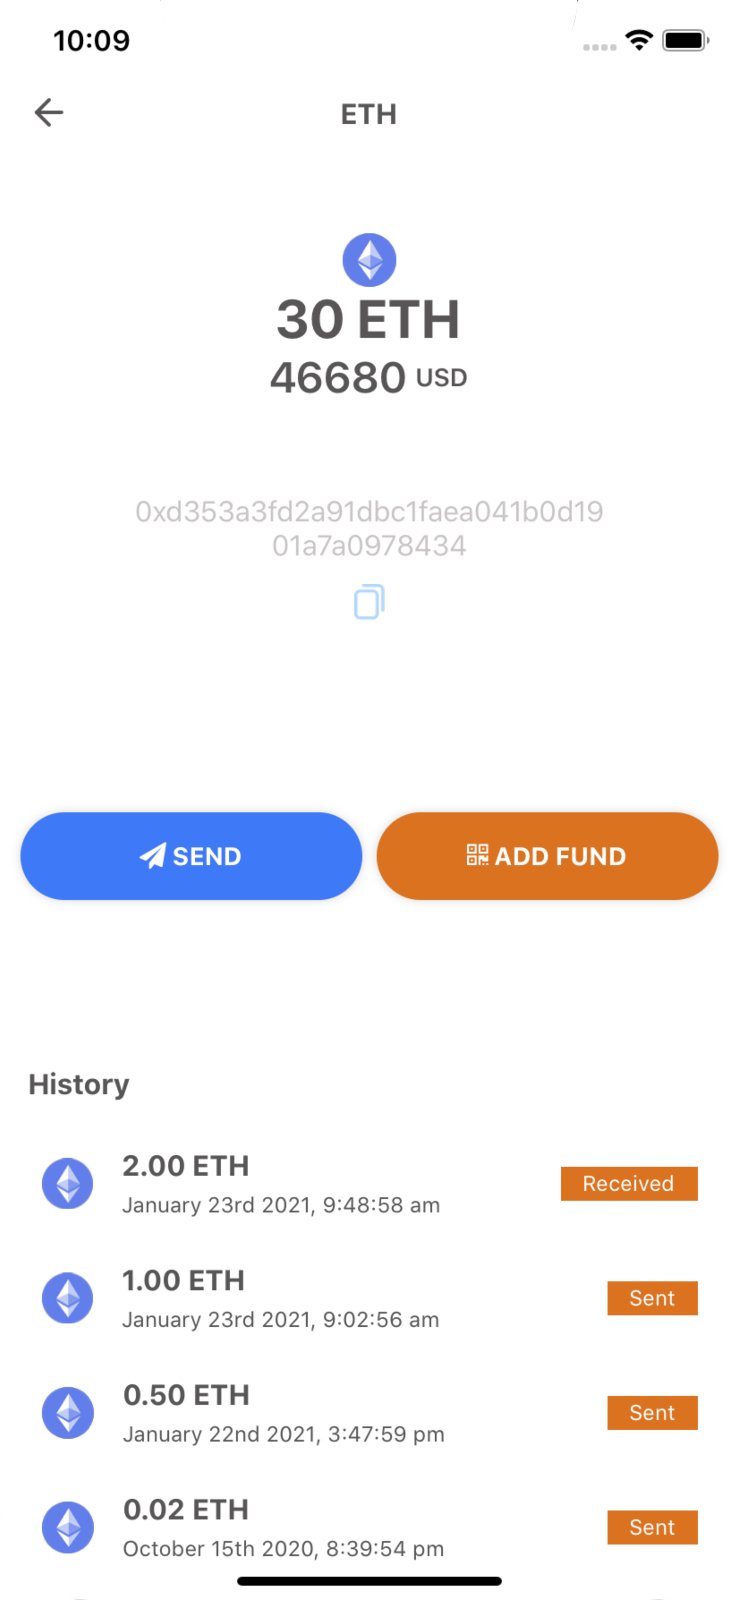 10:09
ETH
30 ETH
46680 USD
0xd353a3fd2a91dbc1faea041b0d19
01a7a0978434
SEND
ADD FUND
History
2.00 ETH
January 23rd 2021, 9:48:58 am
Received
1.00 ETH
January 23rd 2021, 9:02:56 am
Sent
0.50 ETH
January 22nd 2021, 3:47:59 pm
Sent
0.02 ETH
October 15th 2020, 8:39:54 pm
Sent